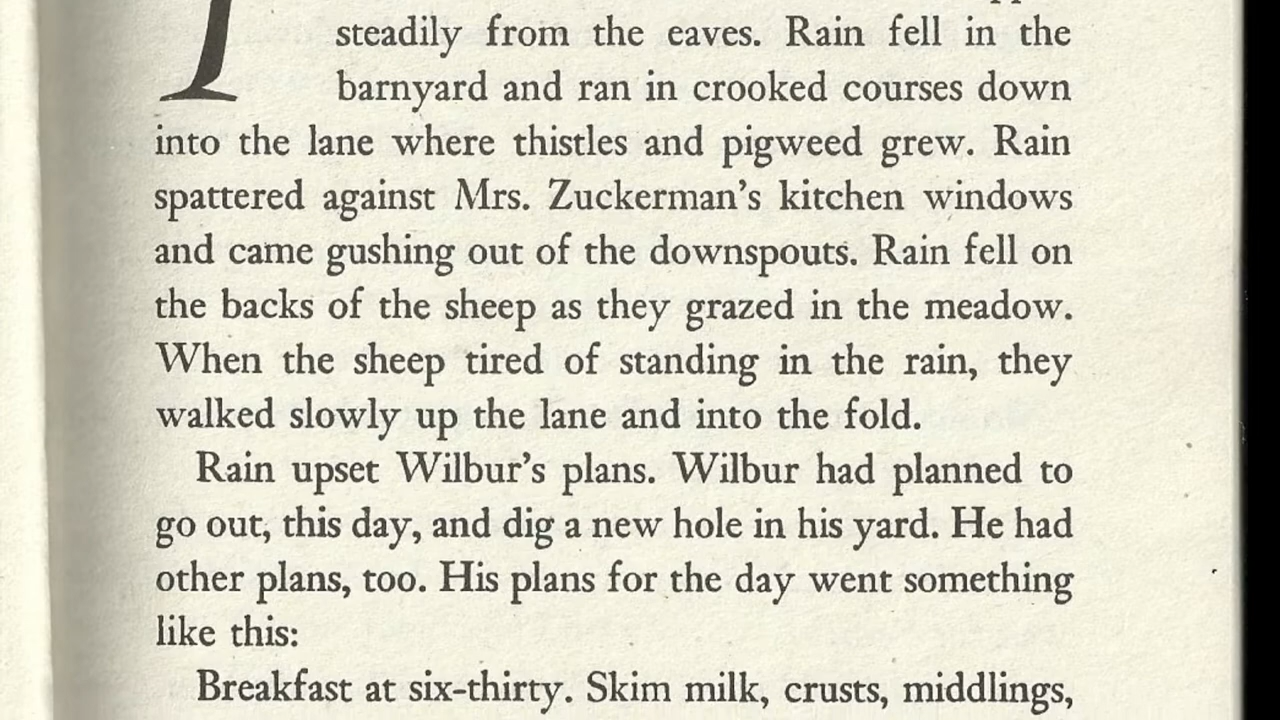 steadily from the eaves. Rain fell in the
barnyard and ran in crooked courses down
into the lane where thistles and pigweed grew. Rain
spattered against Mrs. Zuckerman's kitchen windows
and came gushing out of the downspouts. Rain fell on
the backs of the sheep as they grazed in the meadow.
When the sheep tired of standing in the rain, they
walked slowly up the lane and into the fold.
Rain upset Wilbur's plans. Wilbur had planned to
go out, this day, and dig a new hole in his yard. He had
other plans, too. His plans for the day went something
like this:
Breakfast at six-thirty. Skim milk, crusts, middlings,